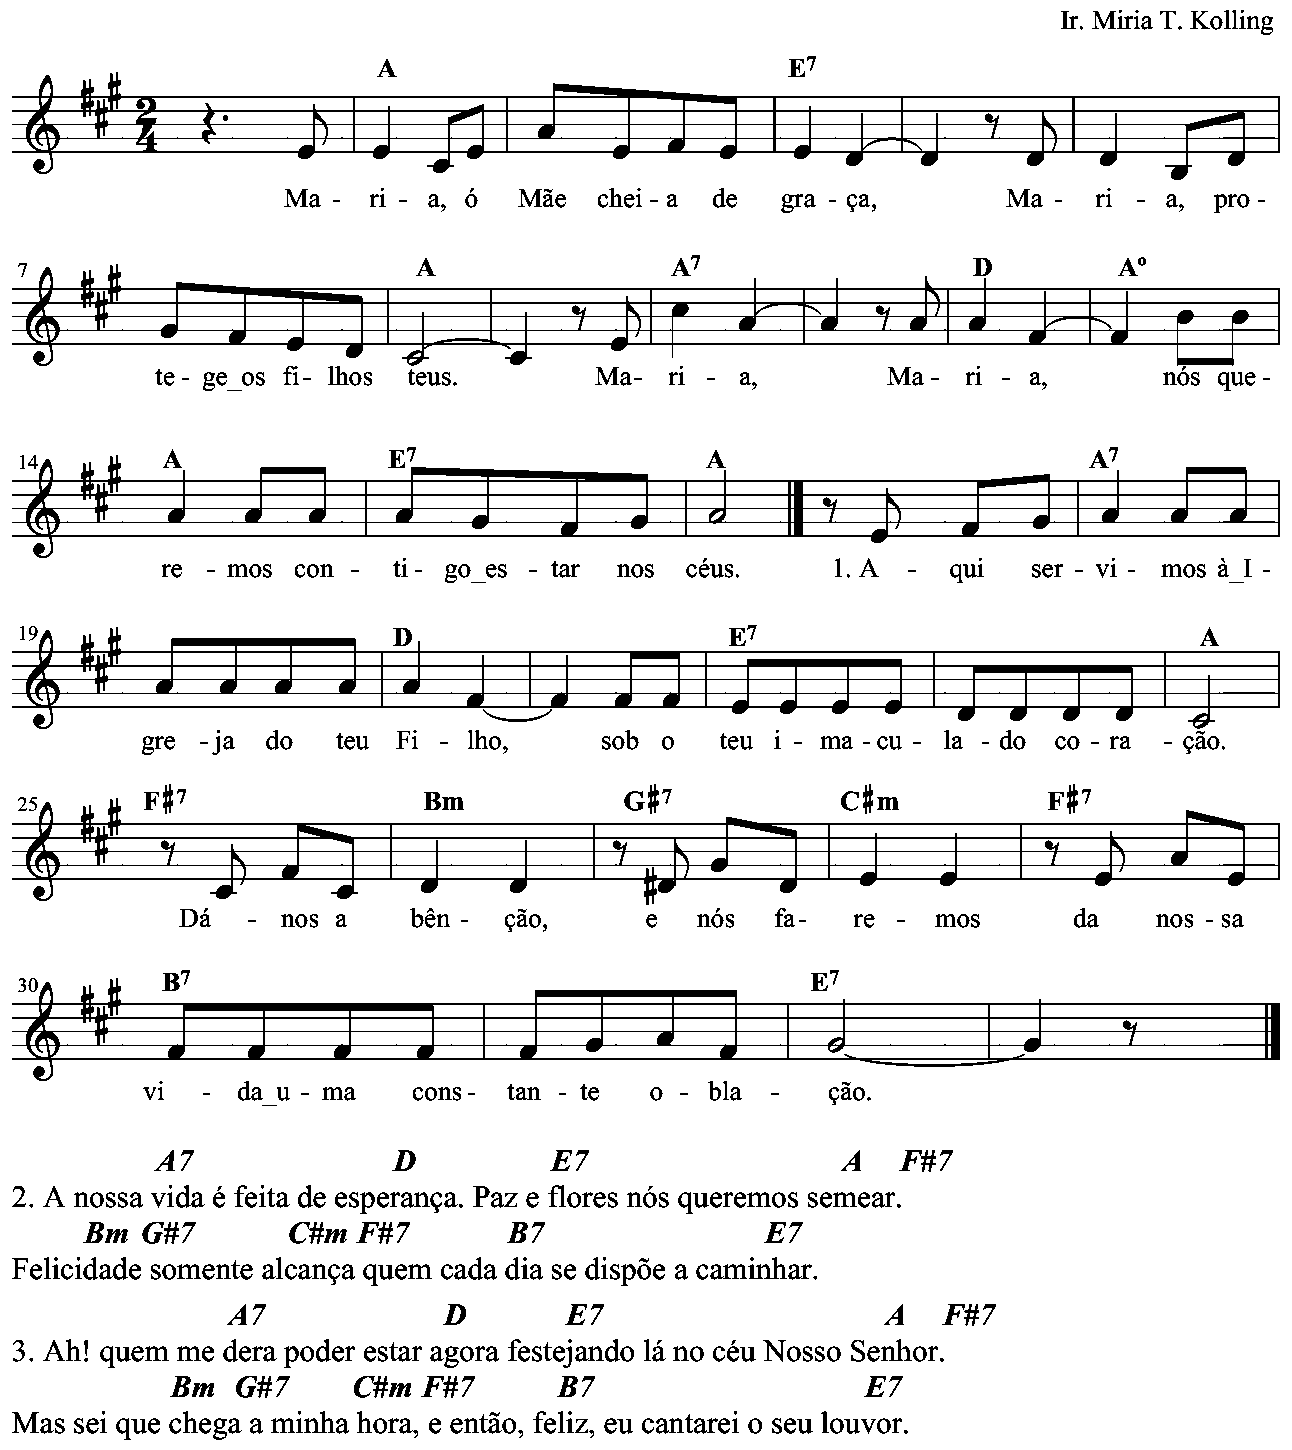 Ir. Miria T. Kolling
A E7
2 4
Ma - ri - a, ó Mãe chei - a de gra - ça, Ma - ri - a, pro -
7 A A7 D Aº
te - ge_os fi - lhos teus. Ma - ri - a, Ma - ri - a, nós que -
14 A E7 A A7
re - mos con - ti - go_es - tar nos céus. 1. A - qui ser - vi - mos à_I -
19 D E7 A
gre - ja do teu Fi - lho, sob o teu i - ma - cu - la - do co - ra - ção.
25 F#7 Bm G#7 C#m F#7
Dá - nos a bên - ção, e nós fa - re - mos da nos - sa
30 B7 E7
vi - da_u - ma cons - tan - te o - bla - ção.
A7 D E7 A F#7
2. A nossa vida é feita de esperança. Paz e flores nós queremos semear.
Bm G#7 C#m F#7 B7 E7
Felicidade somente alcança quem cada dia se dispõe a caminhar.
A7 D E7 A F#7
3. Ah! quem me dera poder estar agora festejando lá no céu Nosso Senhor.
Bm G#7 C#m F#7 B7 E7
Mas sei que chega a minha hora, e então, feliz, eu cantarei o seu louvor.